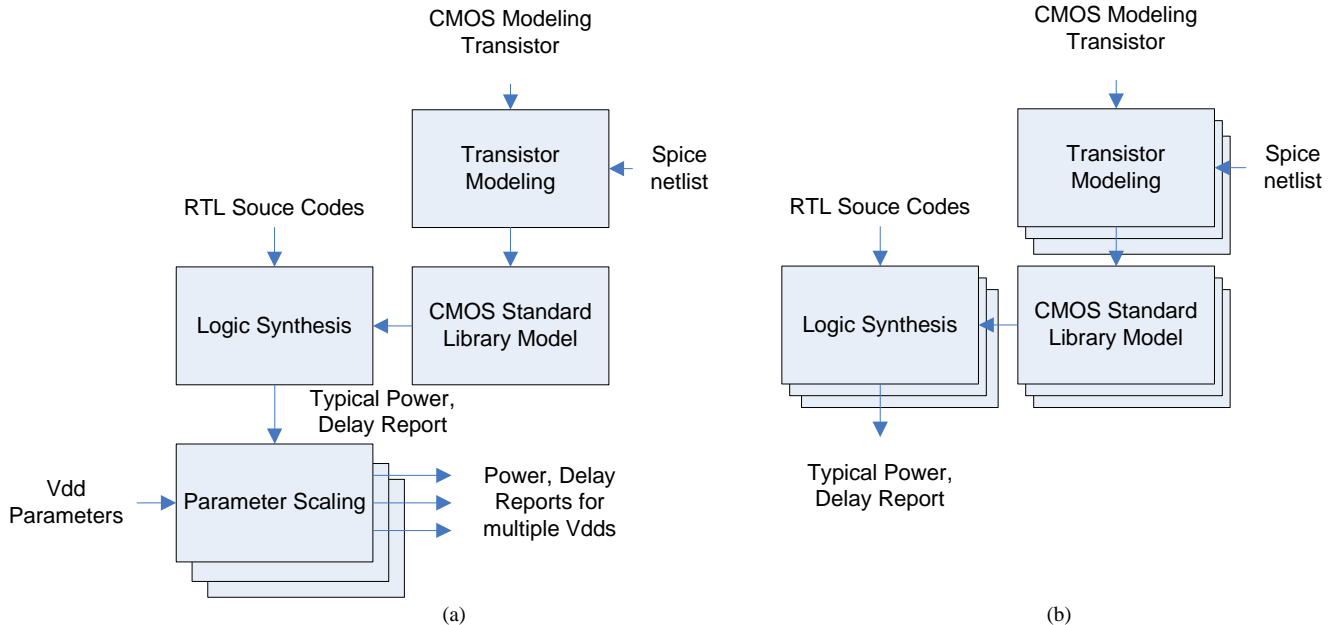 CMOS Modeling
Transistor
Transistor
Modeling
Spice
netlist
RTL Souce Codes
Logic Synthesis
CMOS Standard
Library Model
Typical Power,
Delay Report
Vdd
Parameters
Parameter Scaling
Power, Delay
Reports for
multiple Vdds
(a)
CMOS Modeling
Transistor
Transistor
Modeling
Spice
netlist
RTL Souce Codes
Logic Synthesis
CMOS Standard
Library Model
Typical Power,
Delay Report
(b)